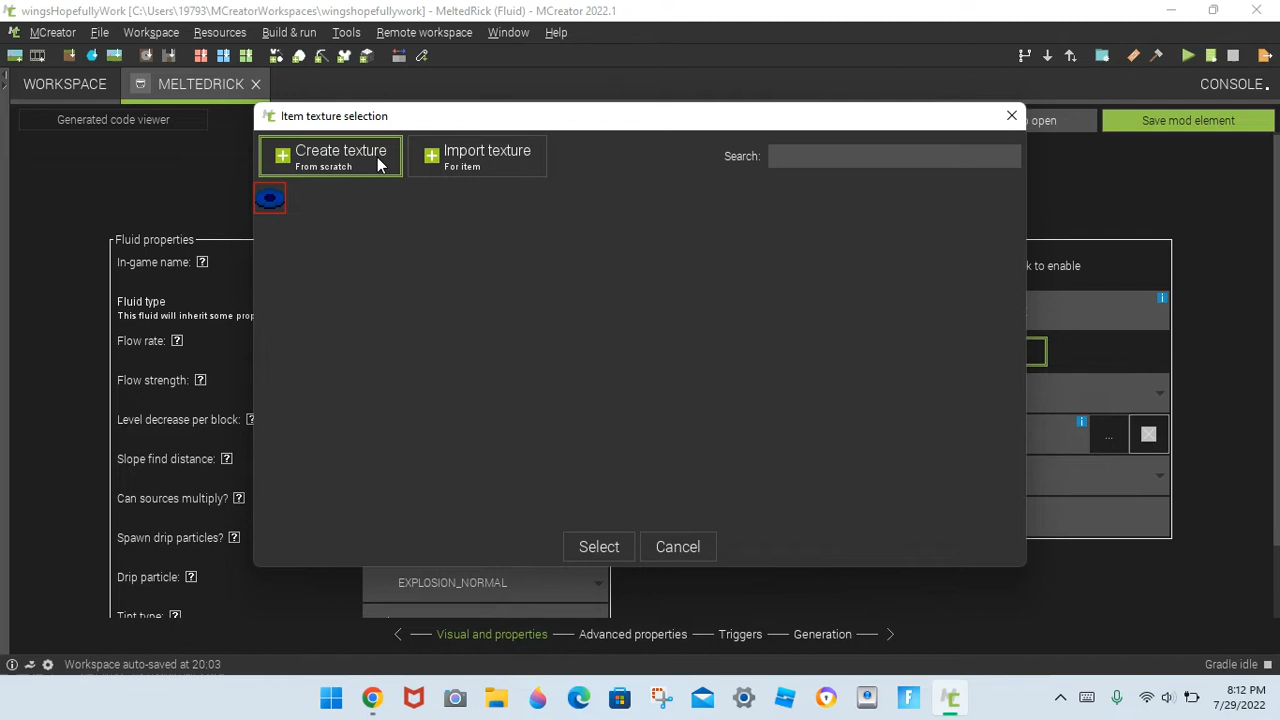 wingsHopefullyWork [C:\Users\19793\MCreatorWorkspaces\wingshopefullywork] - MeltedRick (Fluid) - MCreator 2022.1
MCreator File Workspace Resources Build & run Tools Remote workspace Window Help
WORKSPACE MELTEDRICK CONSOLE
Generated code viewer
open
Save mod element
Item texture selection
Create texture
From scratch
Import texture
For item
Search:
Fluid properties
In-game name: ?
k to enable
Fluid type
This fluid will inherit some prop
Flow rate: ?
Flow strength: ?
Level decrease per block: ?
Slope find distance: ?
...
Can sources multiply? ?
Spawn drip particles? ?
Select Cancel
Drip particle: ?
EXPLOSION_NORMAL
Tint type: ?
Visual and properties Advanced properties Triggers Generation
Workspace auto-saved at 20:03
Gradle idle
8:12 PM
7/29/2022